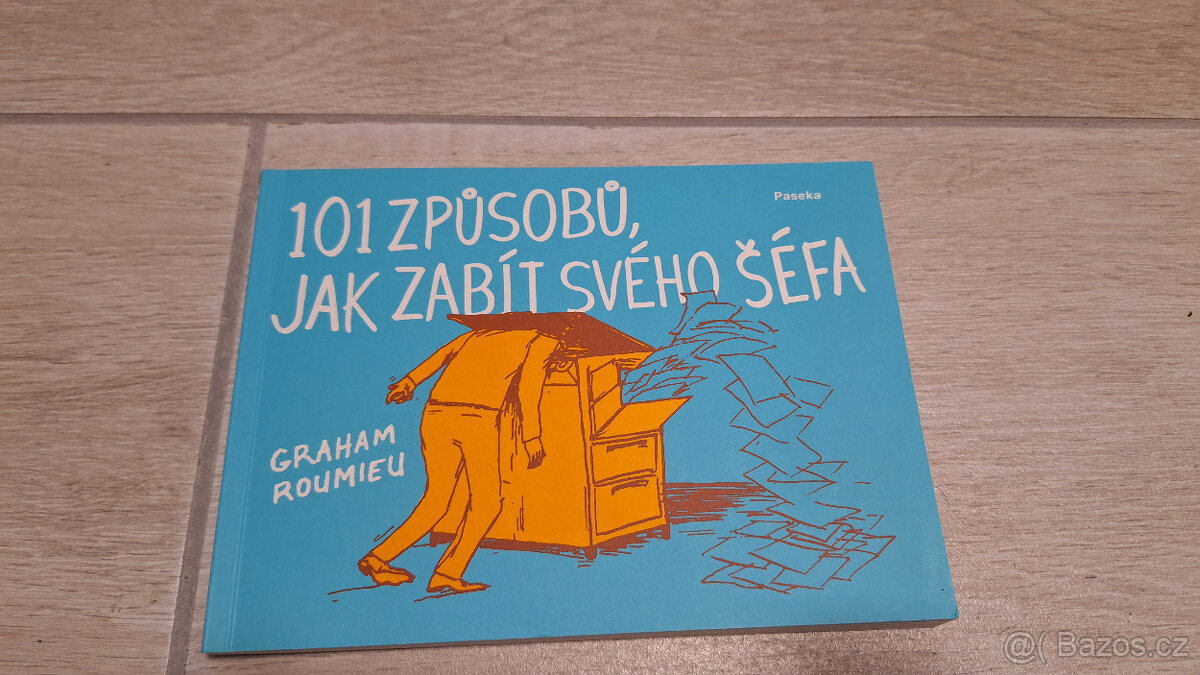 Paseka
101 ZPŮSOBŮ,
JAK ZABÍT SVÉHO ŠÉFA
GRAHAM
ROUMIEU
@( Bazos.cz